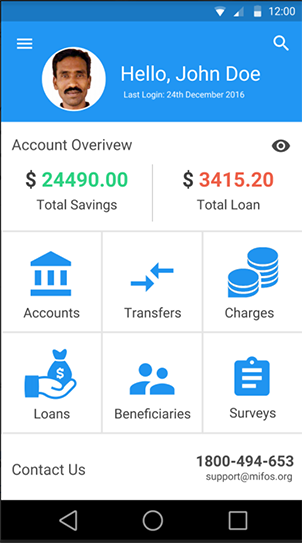 12:00
Hello, John Doe
Last Login: 24th December 2016
Account Overivew
$ 24490.00 $ 3415.20
Total Savings Total Loan
Accounts Transfers Charges
$
Loans Beneficiaries Surveys
Contact Us 1800-494-653
support@mifos.org